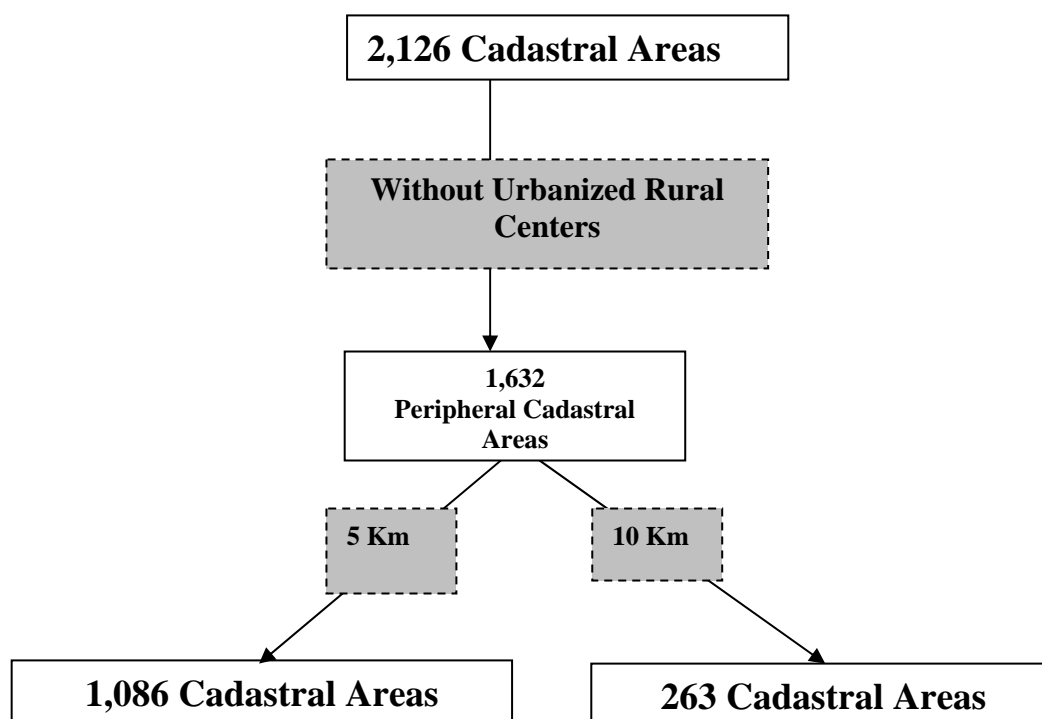 2,126 Cadastral Areas
Without Urbanized Rural
Centers
1,632
Peripheral Cadastral
Areas
5 Km
10 Km
1,086 Cadastral Areas
263 Cadastral Areas